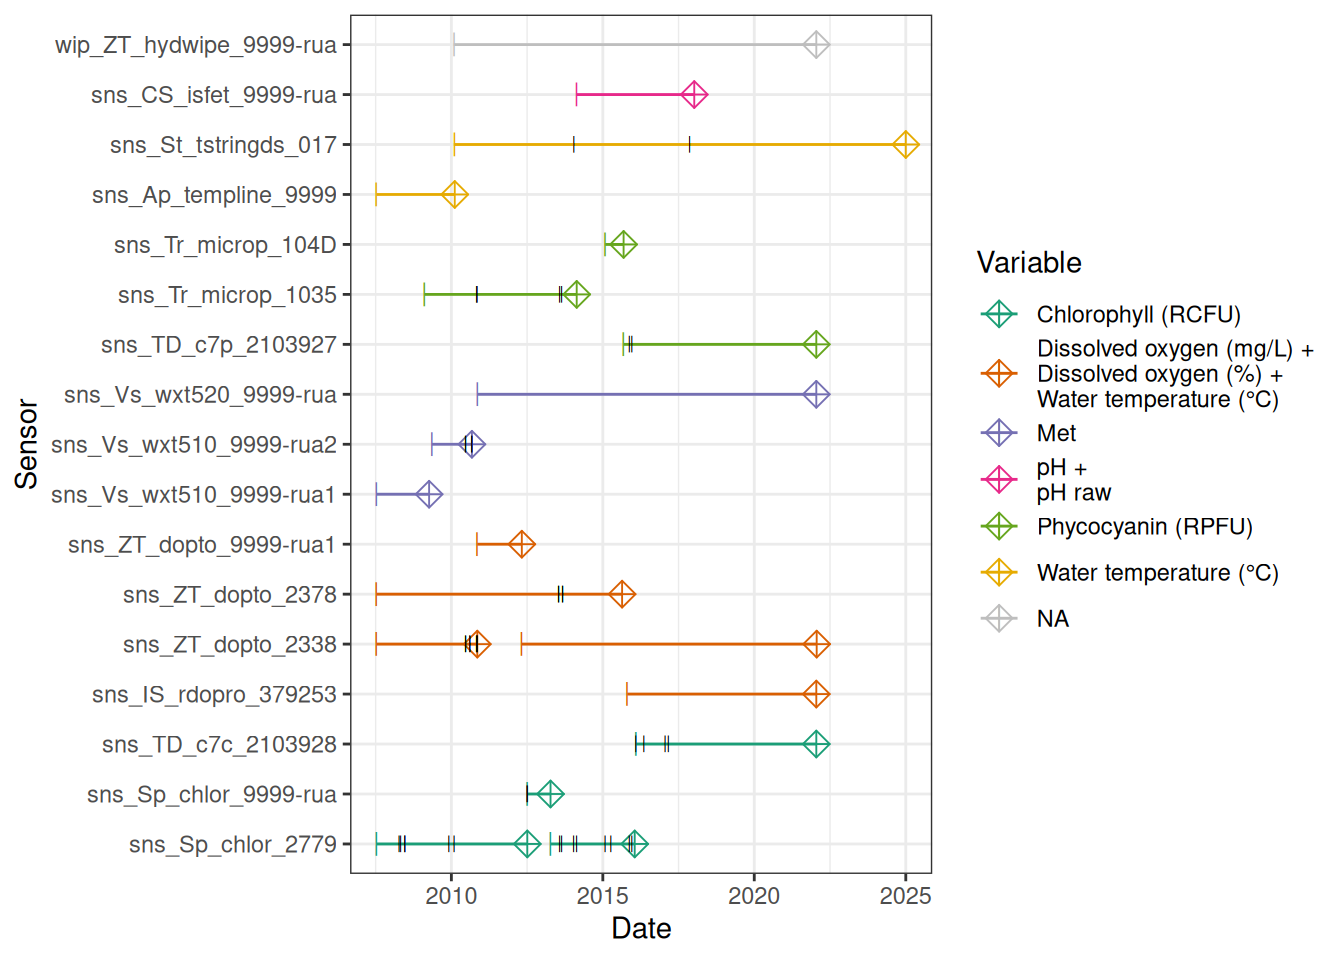 wip_ZT_hydwipe_9999-rua
sns_CS_isfet_9999-rua
sns_St_tstringds_017
sns_Ap_templine_9999
sns_Tr_microp_104D
sns_Tr_microp_1035
sns_TD_c7p_2103927
sns_Vs_wxt520_9999-rua
sns_Vs_wxt510_9999-rua2
sns_Vs_wxt510_9999-rua1
sns_ZT_dopto_9999-rua1
sns_ZT_dopto_2378
sns_ZT_dopto_2338
sns_IS_rdopro_379253
sns_TD_c7c_2103928
sns_Sp_chlor_9999-rua
sns_Sp_chlor_2779
Sensor
2010 2015 2020 2025
Date
Variable
Chlorophyll (RCFU)
Dissolved oxygen (mg/L) +
Dissolved oxygen (%) +
Water temperature (°C)
Met
pH +
pH raw
Phycocyanin (RPFU)
Water temperature (°C)
NA